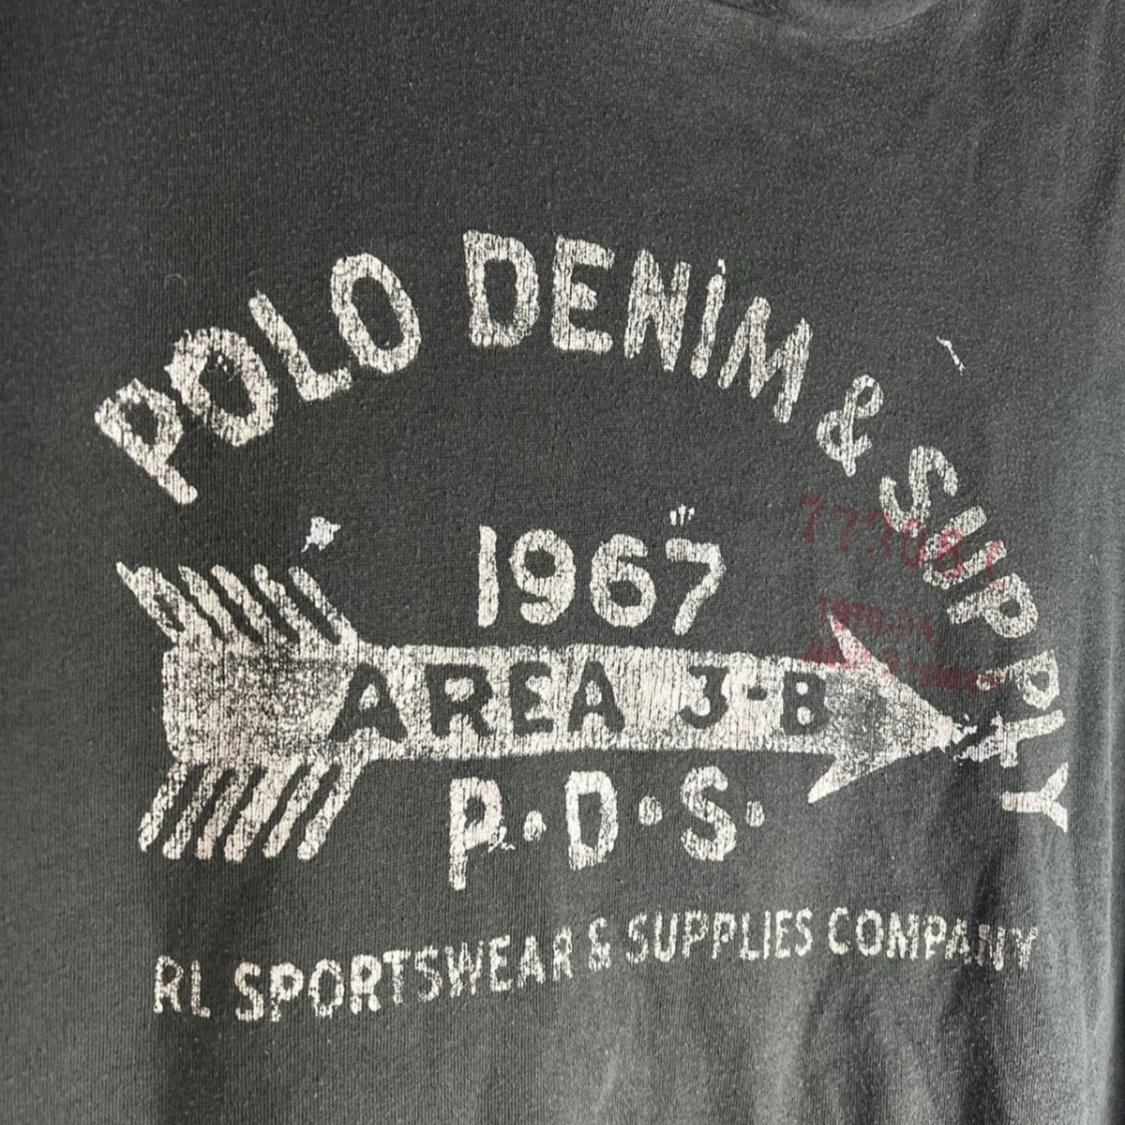 POLO DENIM & SUPPLY
1967
AREA 3-B
P·D·S·
RL SPORTSWEAR & SUPPLIES COMPANY